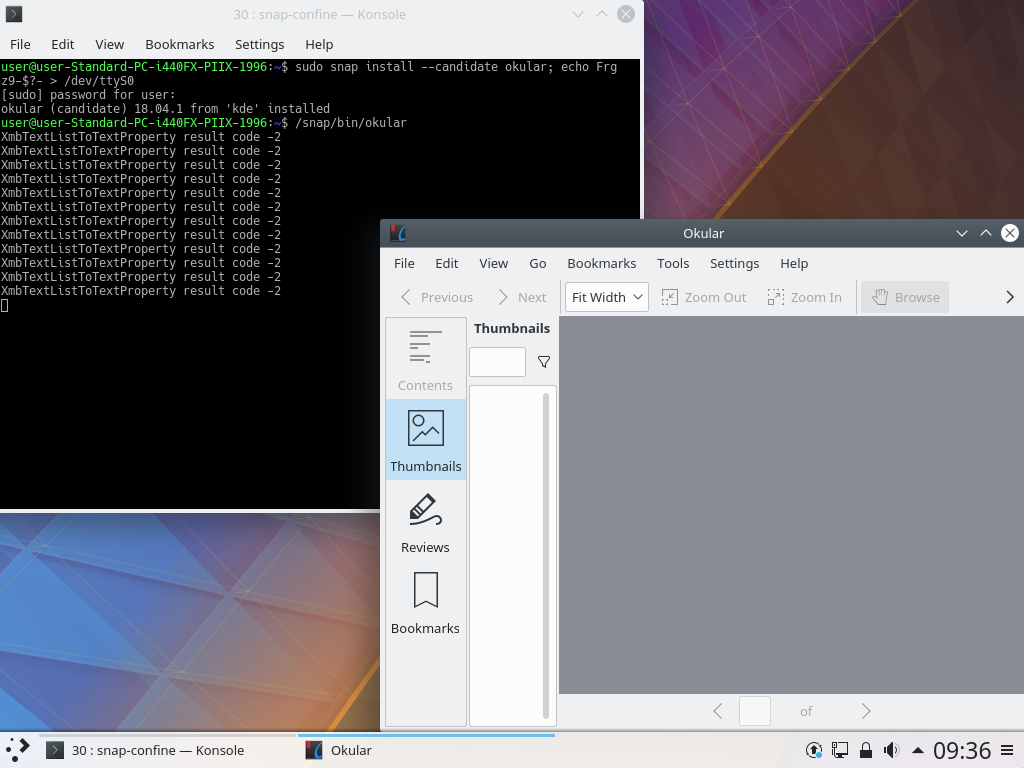 30 : snap-confine — Konsole
File Edit View Bookmarks Settings Help
user@user-Standard-PC-i440FX-PIIX-1996:~$ sudo snap install --candidate okular; echo Frg
z9-$?- > /dev/ttyS0
[sudo] password for user:
okular (candidate) 18.04.1 from 'kde' installed
user@user-Standard-PC-i440FX-PIIX-1996:~$ /snap/bin/okular
XmbTextListToTextProperty result code -2
XmbTextListToTextProperty result code -2
XmbTextListToTextProperty result code -2
XmbTextListToTextProperty result code -2
XmbTextListToTextProperty result code -2
XmbTextListToTextProperty result code -2
XmbTextListToTextProperty result code -2
XmbTextListToTextProperty result code -2
XmbTextListToTextProperty result code -2
XmbTextListToTextProperty result code -2
XmbTextListToTextProperty result code -2
XmbTextListToTextProperty result code -2
Okular
File Edit View Go Bookmarks Tools Settings Help
Previous Next Fit Width Zoom Out Zoom In Browse
Contents
Thumbnails
Reviews
Bookmarks
Thumbnails
of
30 : snap-confine — Konsole Okular 09:36